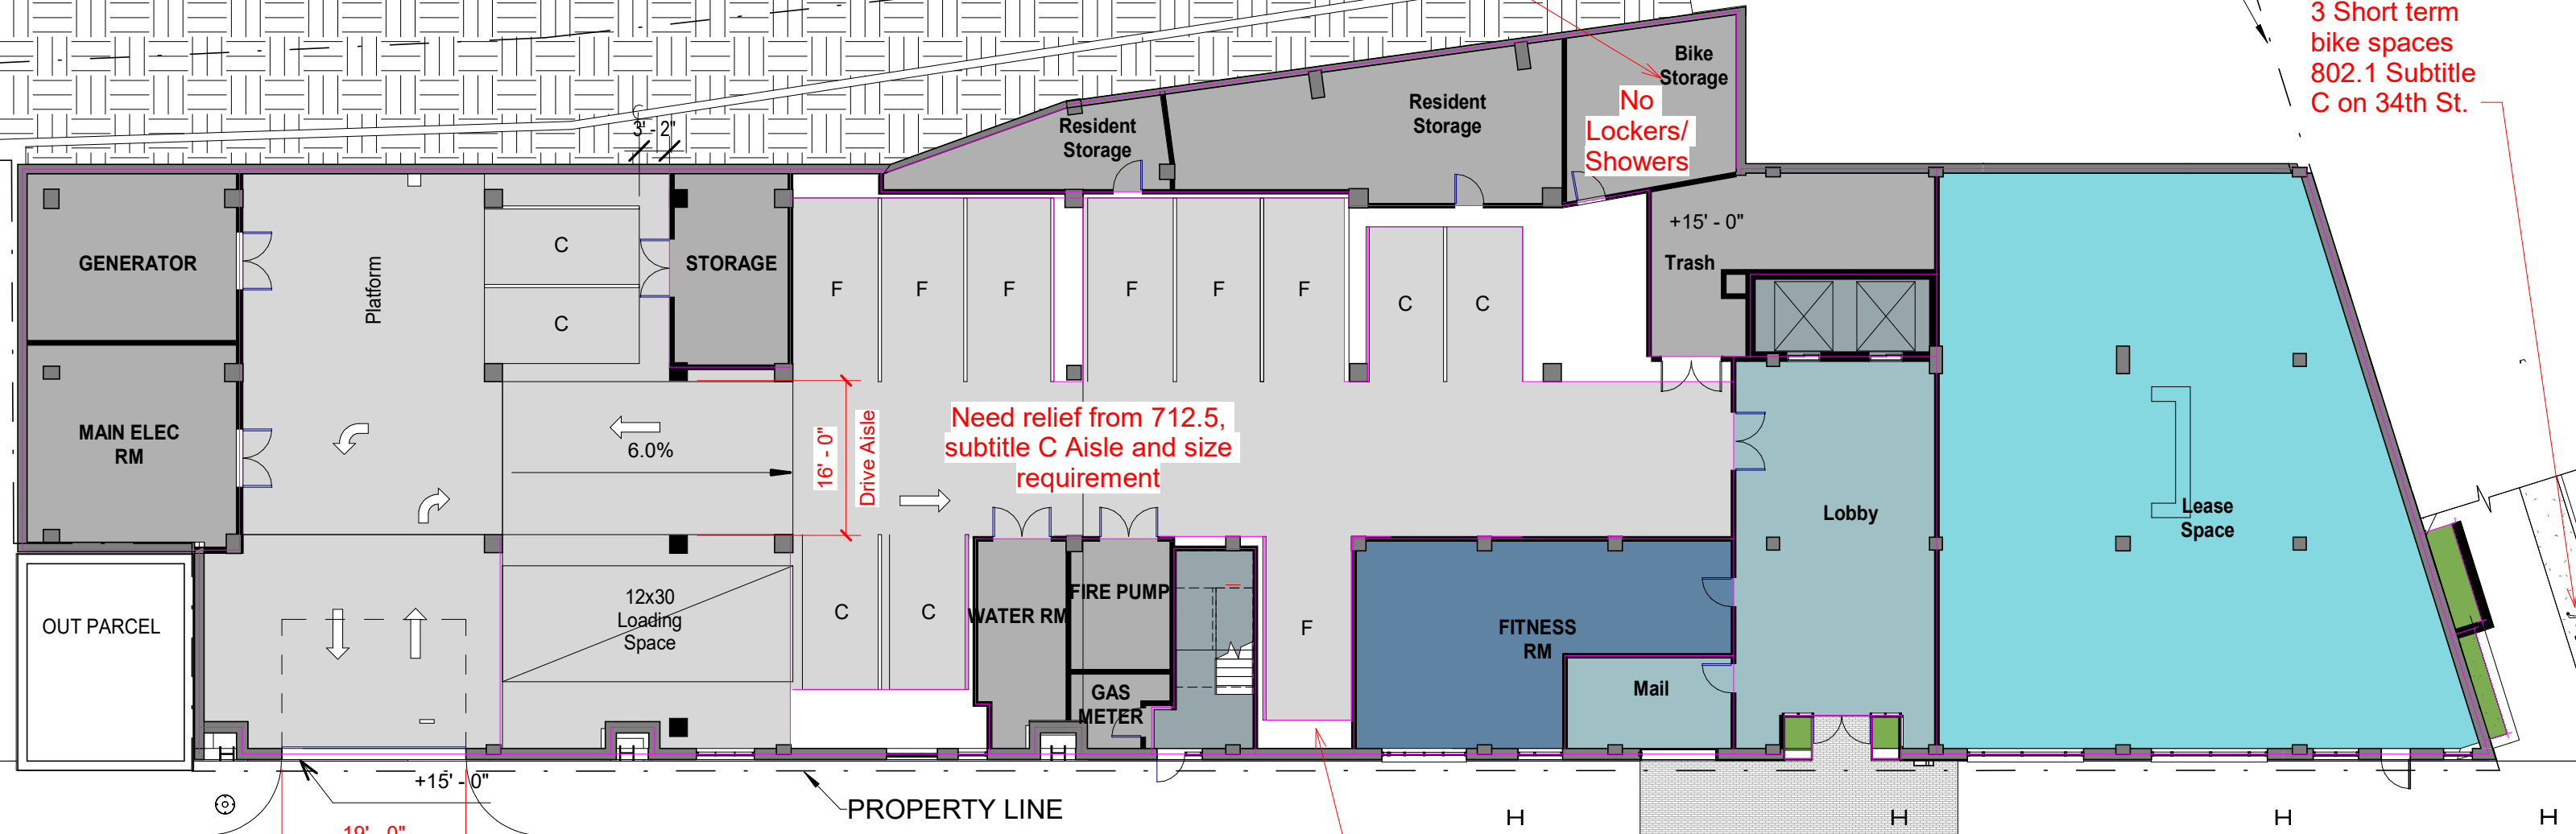 3 Short term
bike spaces
802.1 Subtitle
C on 34th St.
Bike
Storage
No
Lockers/
Showers
Resident
Storage
Resident
Storage
3' - 2"
GENERATOR
Platform
C
C
STORAGE
F
F
F
F
F
F
C
C
+15' - 0"
Trash
MAIN ELEC
RM
6.0%
16' - 0"
Drive Aisle
Need relief from 712.5,
subtitle C Aisle and size
requirement
Lobby
Lease
Space
OUT PARCEL
12x30
Loading
Space
C
C
WATER RM
FIRE PUMP
GAS
METER
F
FITNESS
RM
Mail
H
H
H
+15' - 0"
PROPERTY LINE
19' - 0"
H
H
H
H